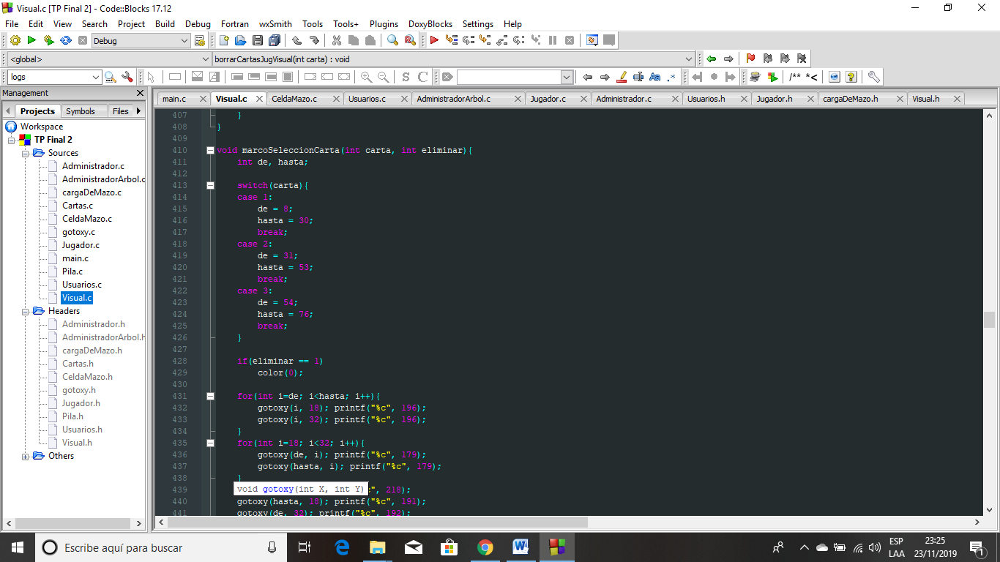 Visual.c [TP Final 2] - Code::Blocks 17.12
File Edit View Search Project Build Debug Fortran wxSmith Tools Tools+ Plugins DoxyBlocks Settings Help
Debug
<global> borrarCartasJugVisual(int carta) : void
logs S C Aa .* /** *<
Management
Projects Symbols Files
main.c Visual.c CeldaMazo.c Usuarios.c AdministradorArbol.c Jugador.c Administrador.c Usuarios.h Jugador.h cargaDeMazo.h Visual.h
Workspace
TP Final 2
Sources
Administrador.c
AdministradorArbol.c
cargaDeMazo.c
Cartas.c
CeldaMazo.c
gotoxy.c
Jugador.c
main.c
Pila.c
Usuarios.c
Visual.c
Headers
Administrador.h
AdministradorArbol.h
cargaDeMazo.h
Cartas.h
CeldaMazo.h
gotoxy.h
Jugador.h
Pila.h
Usuarios.h
Visual.h
Others
407 }
408 }
409
410 void marcoSeleccionCarta(int carta, int eliminar){
411 int de, hasta;
412
413 switch(carta){
414 case 1:
415 de = 8;
416 hasta = 30;
417 break;
418 case 2:
419 de = 31;
420 hasta = 53;
421 break;
422 case 3:
423 de = 54;
424 hasta = 76;
425 break;
426 }
427
428 if(eliminar == 1)
429 color(0);
430
431 for(int i=de; i<hasta; i++){
432 gotoxy(i, 18); printf("%c", 196);
433 gotoxy(i, 32); printf("%c", 196);
434 }
435 for(int i=18; i<32; i++){
436 gotoxy(de, i); printf("%c", 179);
437 gotoxy(hasta, i); printf("%c", 179);
438 }
439 void gotoxy(int X, int Y) ", 218);
440 gotoxy(hasta, 18); printf("%c", 191);
441 gotoxy(de, 32); printf("%c", 192);
Escribe aquí para buscar
ESP
LAA
23:25
23/11/2019
1